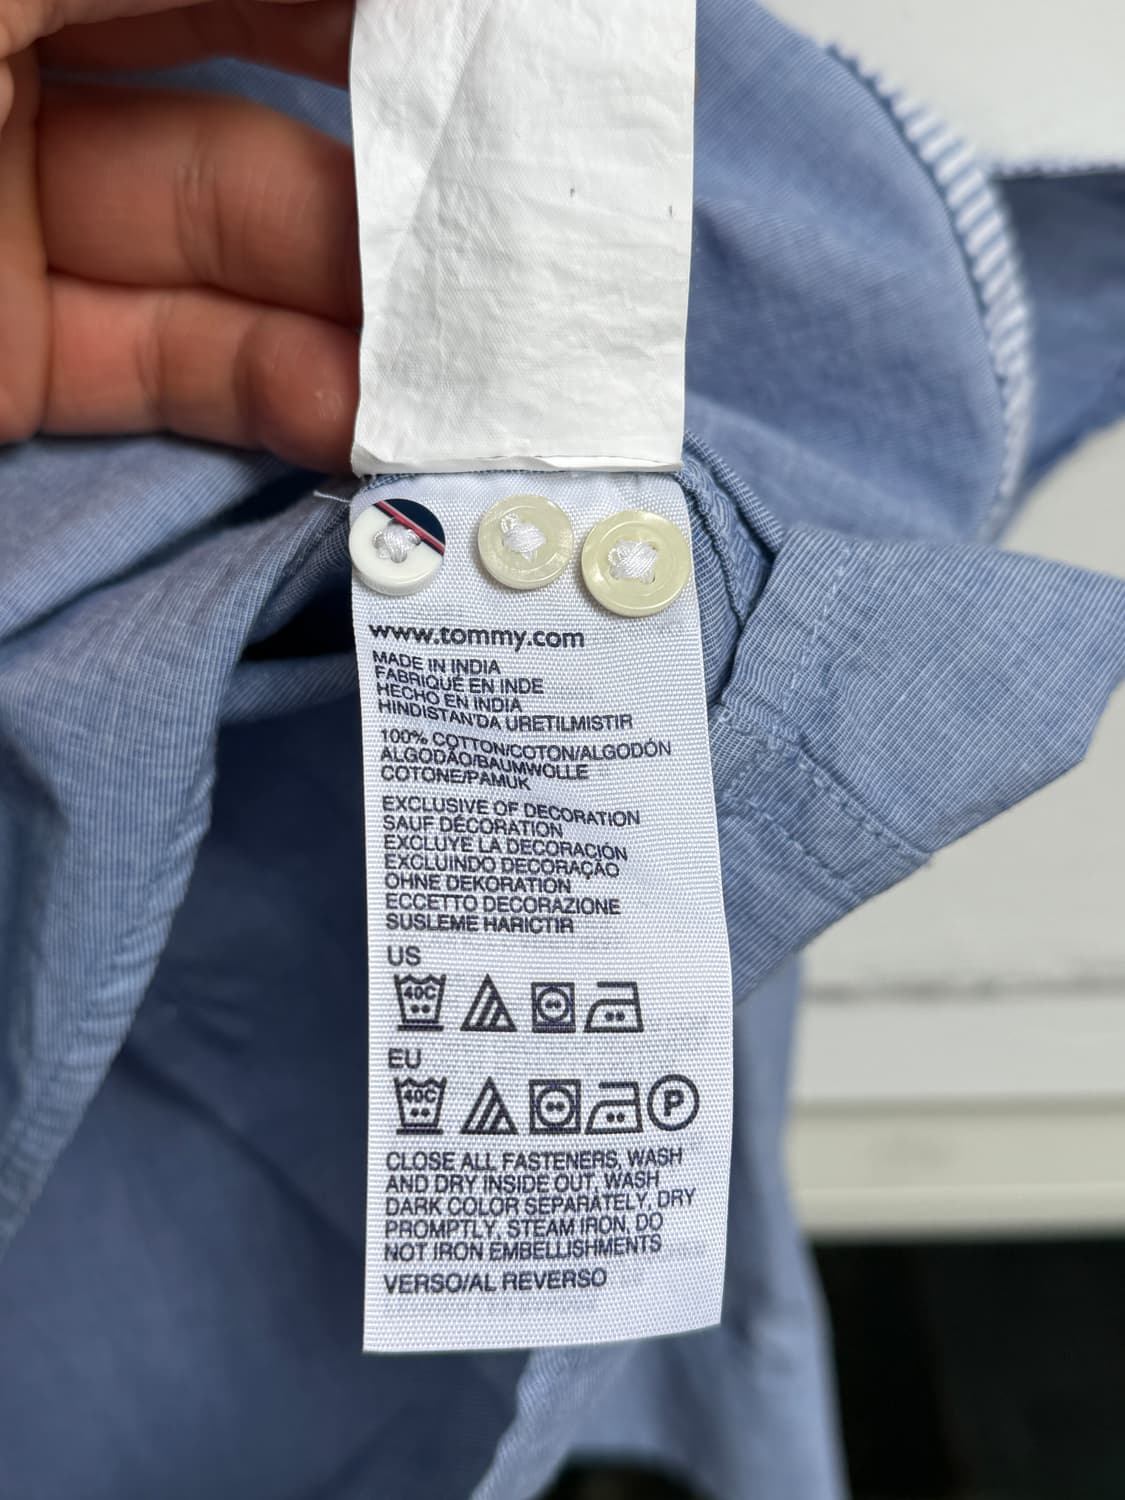 www.tommy.com
MADE IN INDIA
FABRIQUÉ EN INDE
HECHO EN INDIA
HINDISTAN'DA URETILMISTIR
100% COTTON/COTON/ALGODÓN
ALGODÃO/BAUMWOLLE
COTONE/PAMUK
EXCLUSIVE OF DECORATION
SAUF DÉCORATION
EXCLUYE LA DECORACIÓN
EXCLUINDO DECORAÇAO
OHNE DEKORATION
ECCETTO DECORAZIONE
SUSLEME HARICTIR
US
40C
EU
40C P
CLOSE ALL FASTENERS, WASH
AND DRY INSIDE OUT, WASH
DARK COLOR SEPARATELY, DRY
PROMPTLY, STEAM IRON, DO
NOT IRON EMBELLISHMENTS
VERSO/AL REVERSO